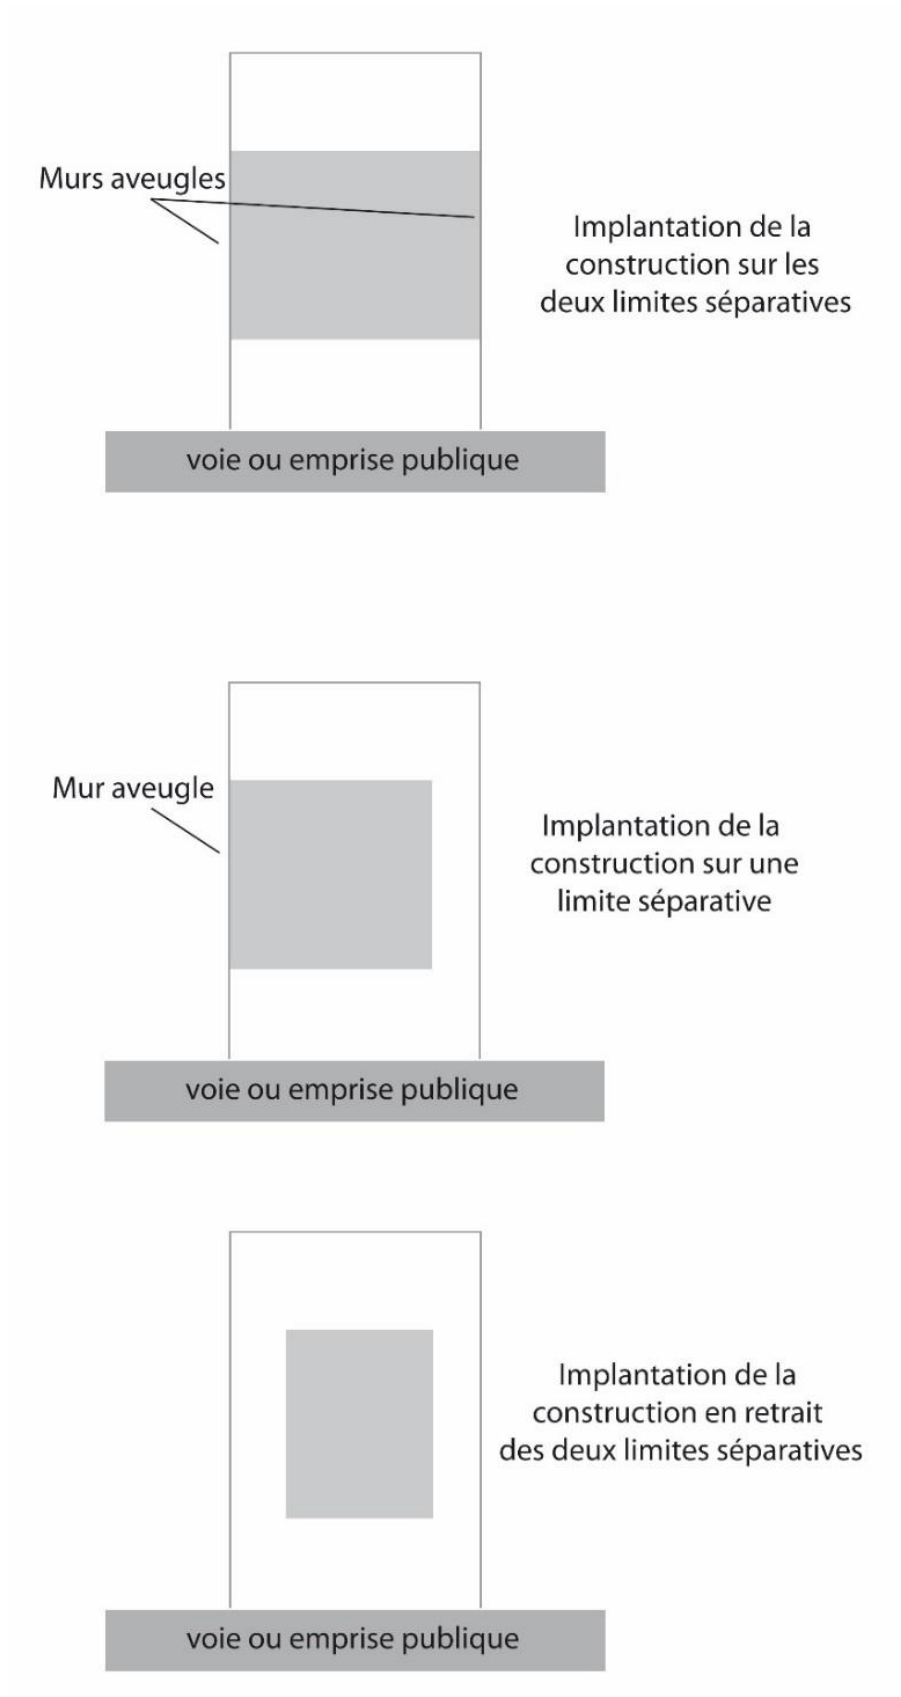 Murs aveugles
Implantation de la
construction sur les
deux limites séparatives
voie ou emprise publique
Mur aveugle
Implantation de la
construction sur une
limite séparative
voie ou emprise publique
Implantation de la
construction en retrait
des deux limites séparatives
voie ou emprise publique